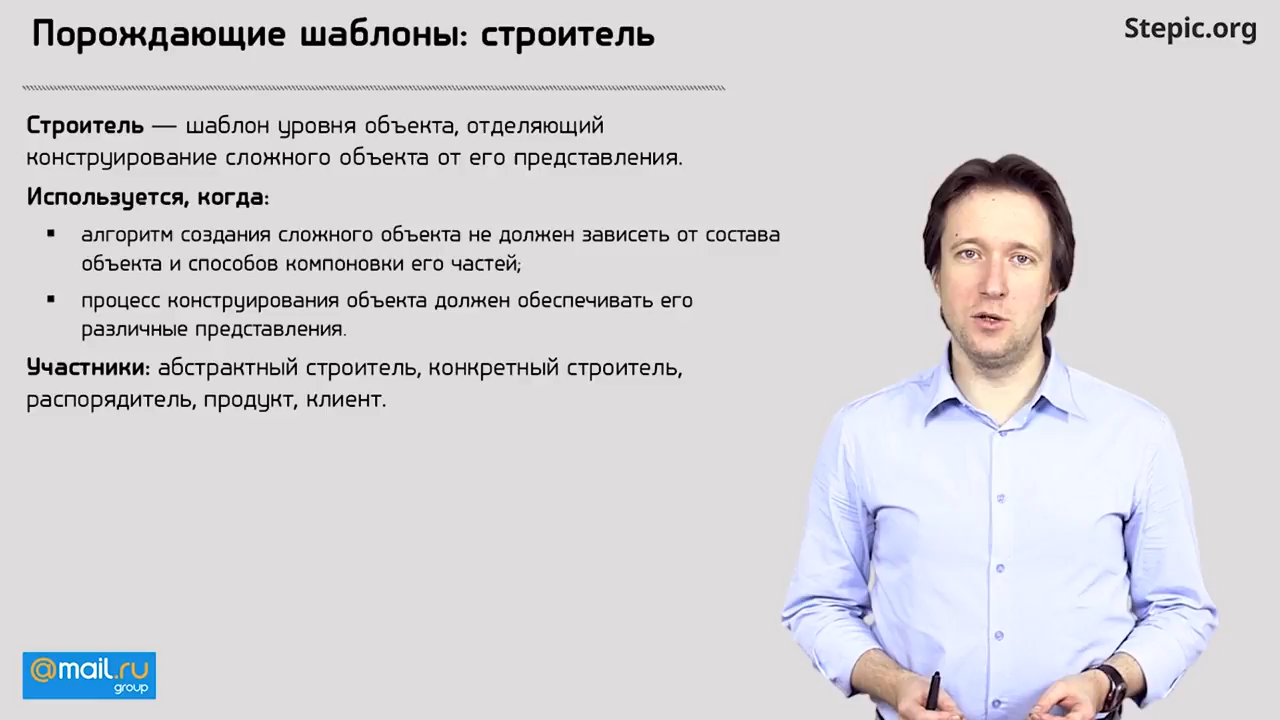 Порождающие шаблоны: строитель
Stepic.org
Строитель — шаблон уровня объекта, отделяющий
конструирование сложного объекта от его представления.
Используется, когда:
▪ алгоритм создания сложного объекта не должен зависеть от состава
объекта и способов компоновки его частей;
▪ процесс конструирования объекта должен обеспечивать его
различные представления.
Участники: абстрактный строитель, конкретный строитель,
распорядитель, продукт, клиент.
@mail.ru
group